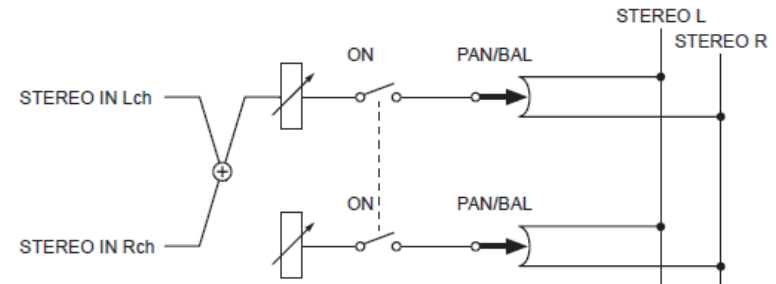 STEREO L
STEREO R
ON PAN/BAL
STEREO IN Lch
ON PAN/BAL
STEREO IN Rch